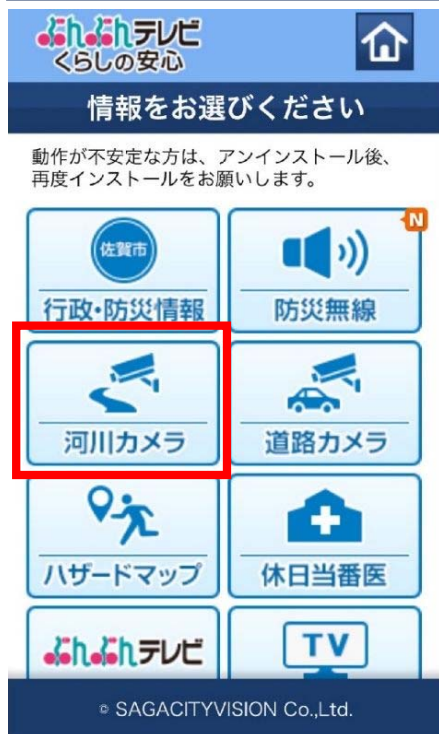 ぶんぶんテレビ
くらしの安心
情報をお選びください
動作が不安定な方は、アンインストール後、
再度インストールをお願いします。
N
佐賀市
行政・防災情報
防災無線
河川カメラ
道路カメラ
ハザードマップ
休日当番医
ぶんぶんテレビ
TV
© SAGACITYVISION Co.,Ltd.